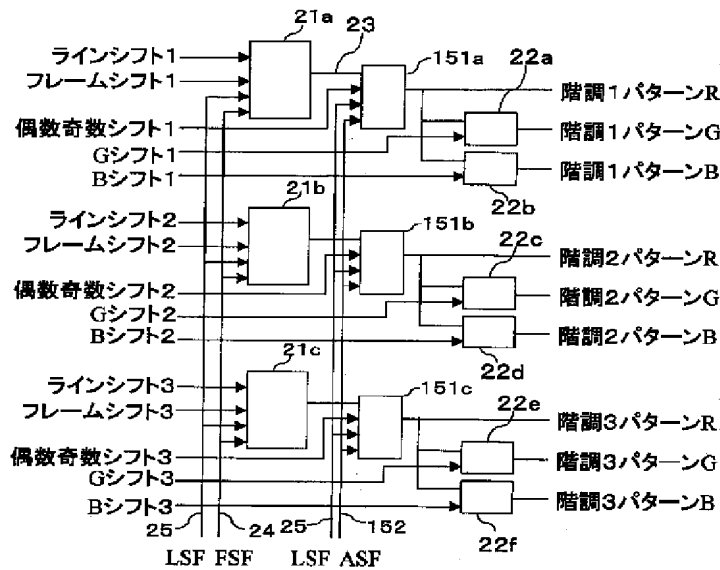 21a
ラインシフト1
23
151a
フレームシフト1
22a
階調1パターンR
偶数奇数シフト1
階調1パターンG
Gシフト1
Bシフト1
階調1パターンB
21b
22b
ラインシフト2
151b
フレームシフト2
22c
階調2パターンR
偶数奇数シフト2
階調2パターンG
Gシフト2
Bシフト2
階調2パターンB
21c
22d
ラインシフト3
151c
フレームシフト3
22e
階調3パターンR
偶数奇数シフト3
階調3パターンG
Gシフト3
Bシフト3
階調3パターンB
25 24 25 152
22f
LSF FSF LSF ASF